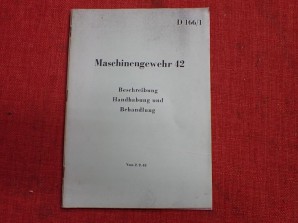 D 166/1
Maschinengewehr 42
Beschreibung
Handhabung und
Behandlung